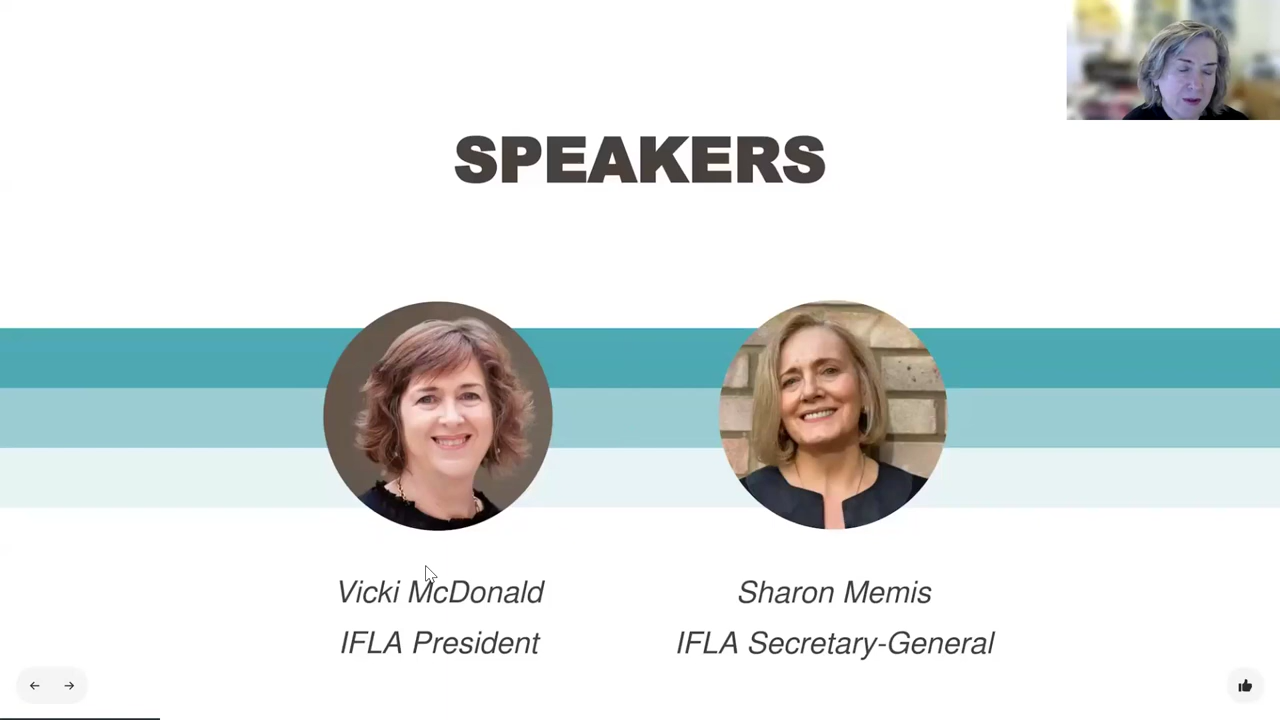 SPEAKERS
Vicki McDonald
IFLA President
Sharon Memis
IFLA Secretary-General